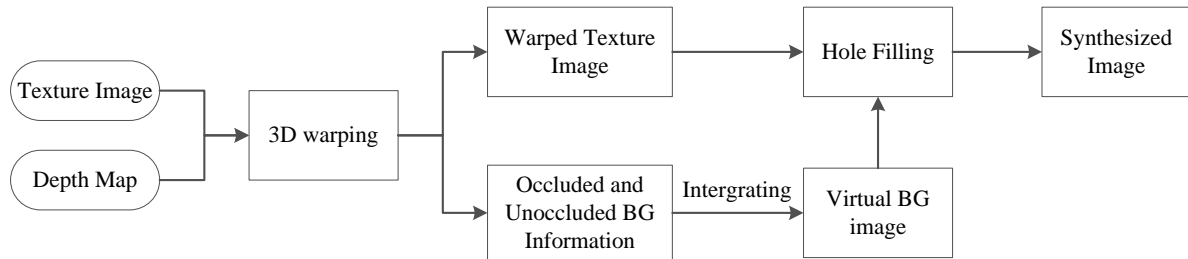 Texture Image
Depth Map
3D warping
Warped Texture
Image
Occluded and
Unoccluded BG
Information
Intergrating
Hole Filling
Virtual BG
image
Synthesized
Image